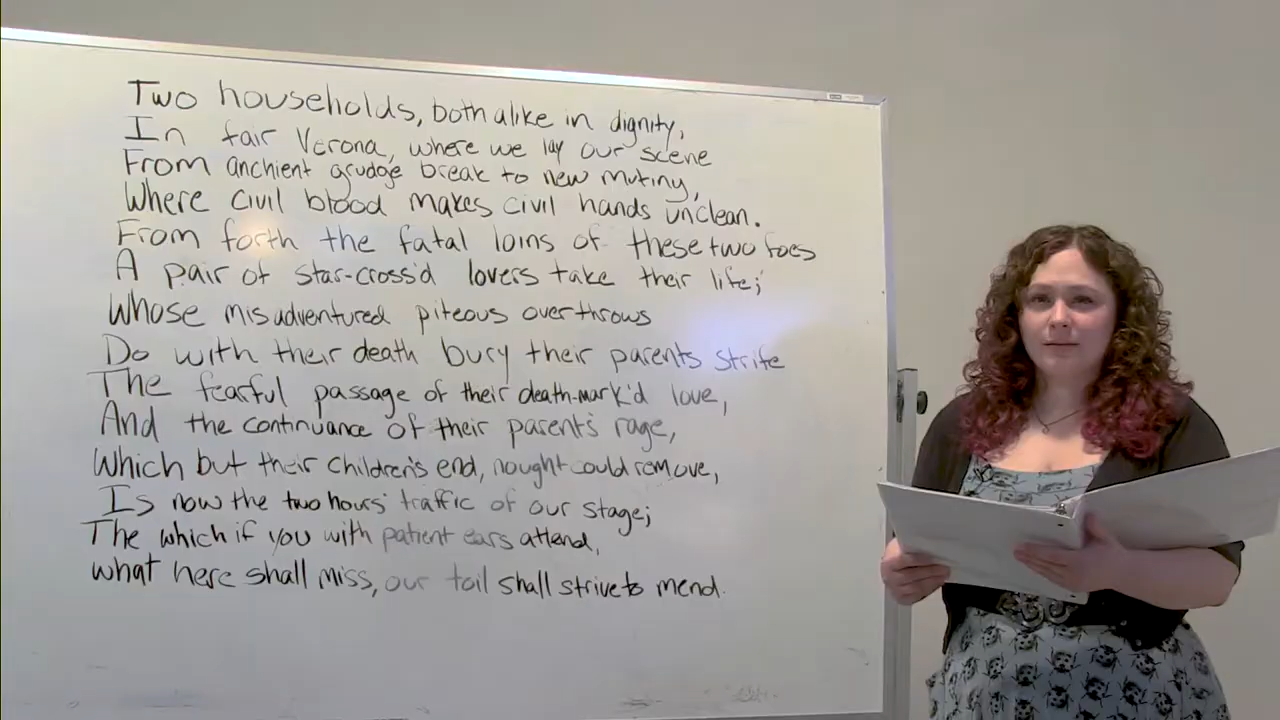 Two households, both alike in dignity,
In fair Verona, where we lay our scene
From anchient grudge break to new mutiny,
Where civil blood makes civil hands unclean.
From forth the fatal loins of these two foes
A pair of star-cross'd lovers take their life;
Whose misadventured piteous overthrows
Do with their death bury their parents strife
The fearful passage of their death-mark'd love,
And the continuance of their parent's rage,
Which but their children's end, nought could remove,
Is now the two hours' traffic of our stage;
The which if you with patient ears attend,
what here shall miss, our toil shall strive to mend.